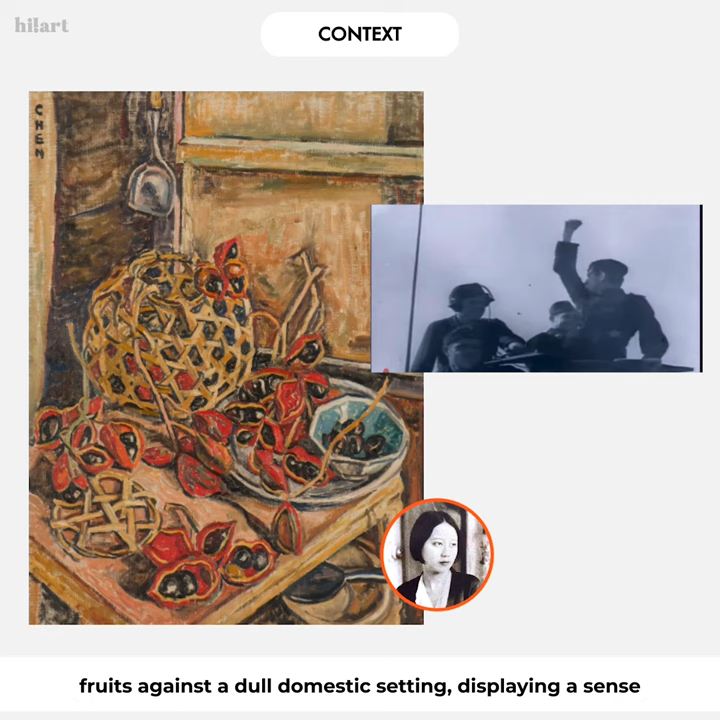 hi!art
CONTEXT
CHEN
fruits against a dull domestic setting, displaying a sense